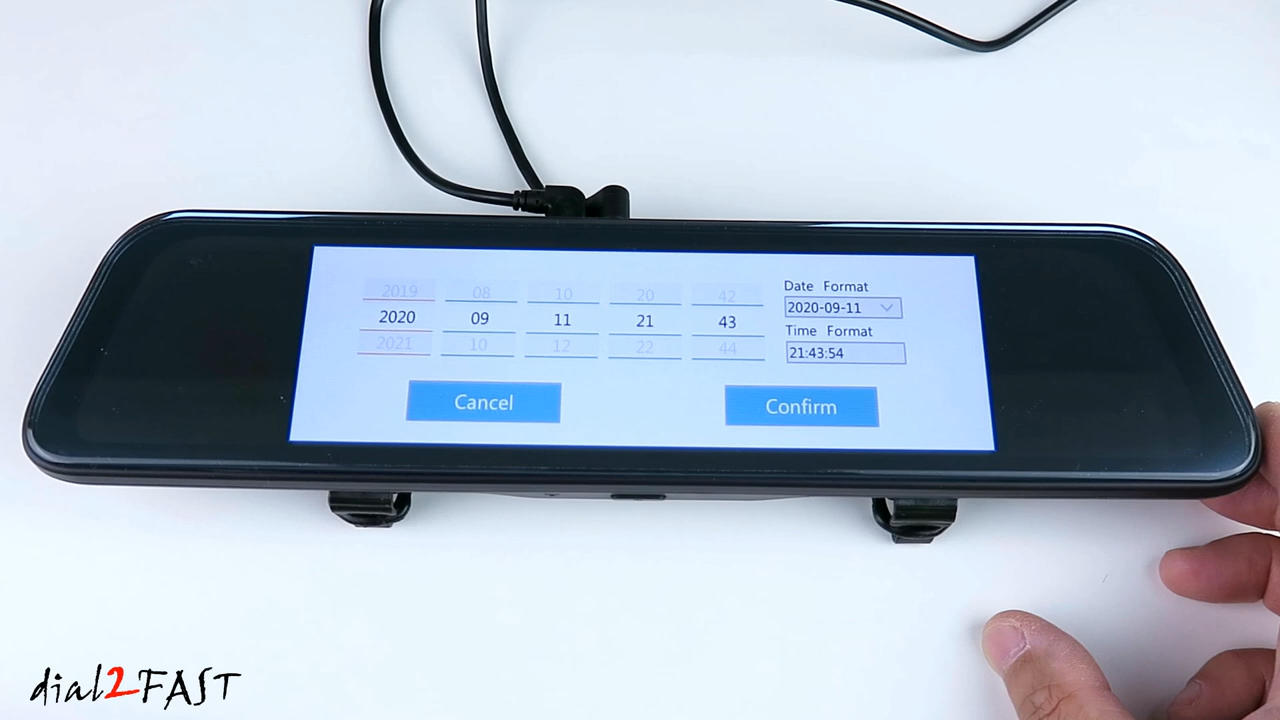 2019 08 10 20 42
2020 09 11 21 43
2021 10 12 22 44
Date Format
2020-09-11
Time Format
21:43:54
Cancel Confirm
dial2FAST